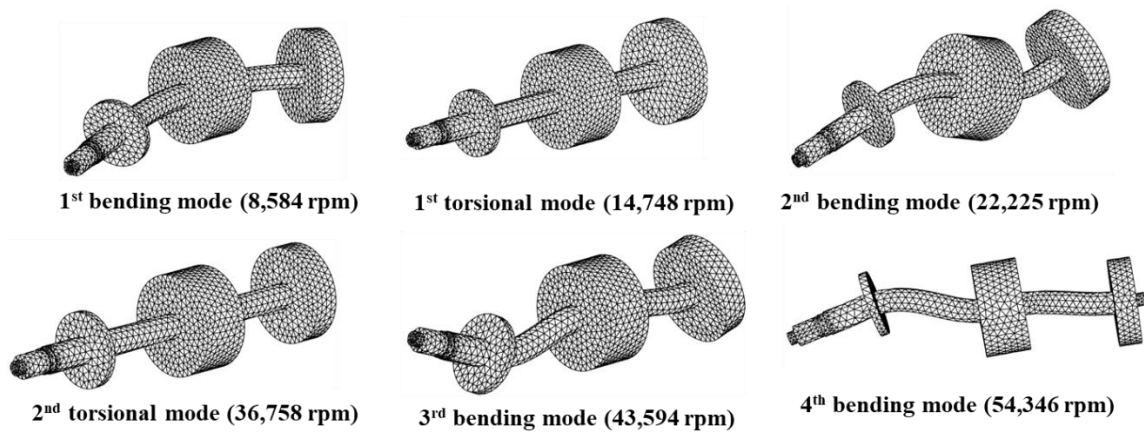 1st bending mode (8,584 rpm)
1st torsional mode (14,748 rpm)
2nd bending mode (22,225 rpm)
2nd torsional mode (36,758 rpm)
3rd bending mode (43,594 rpm)
4th bending mode (54,346 rpm)